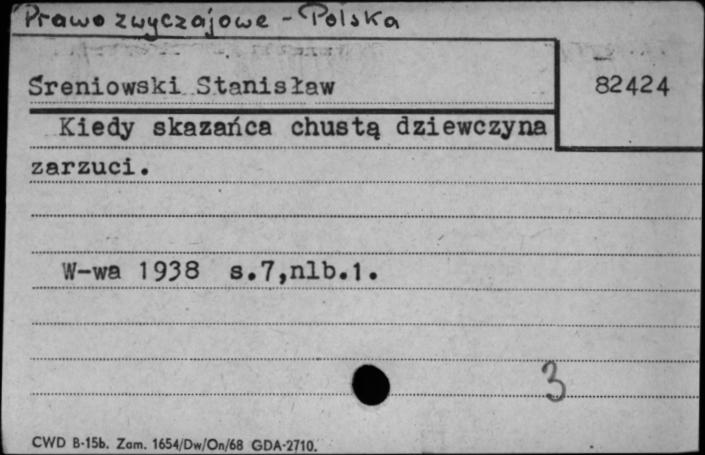 Prawo zwyczajowe - Polska
Śreniowski Stanisław
82424
Kiedy skazańca chustą dziewczyna
zarzuci.
W-wa 1938 s.7,nlb.1.
3
CWD B-15b. Zam. 1654/Dw/On/68 GDA-2710.